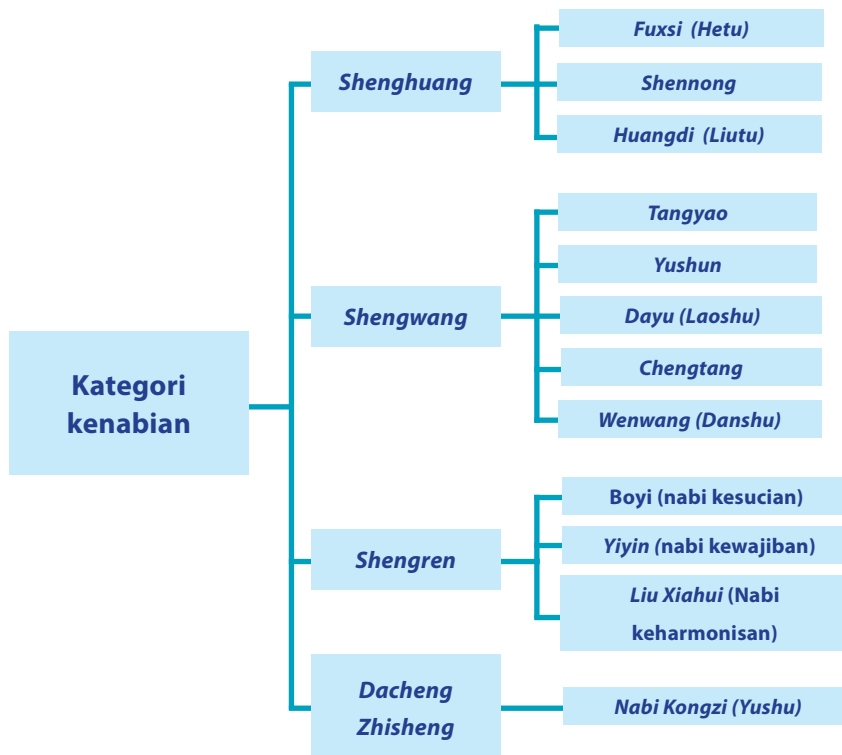 Kategori
kenabian
Shenghuang
Fuxsi (Hetu)
Shennong
Huangdi (Liutu)
Shengwang
Tangyao
Yushun
Dayu (Laoshu)
Chengtang
Wenwang (Danshu)
Shengren
Boyi (nabi kesucian)
Yiyin (nabi kewajiban)
Liu Xiahui (Nabi
keharmonisan)
Dacheng
Zhisheng
Nabi Kongzi (Yushu)